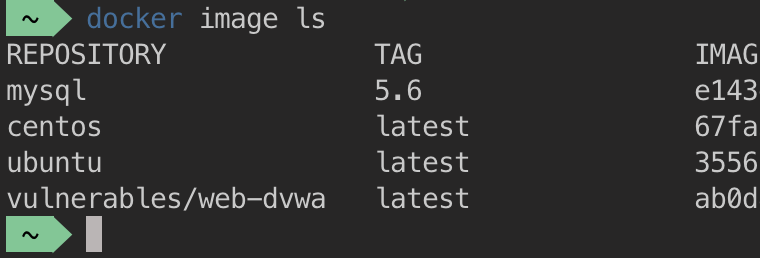 ~ docker image ls
REPOSITORY TAG IMAG
mysql 5.6 e143
centos latest 67fa
ubuntu latest 3556
vulnerables/web-dvwa latest ab0d
~